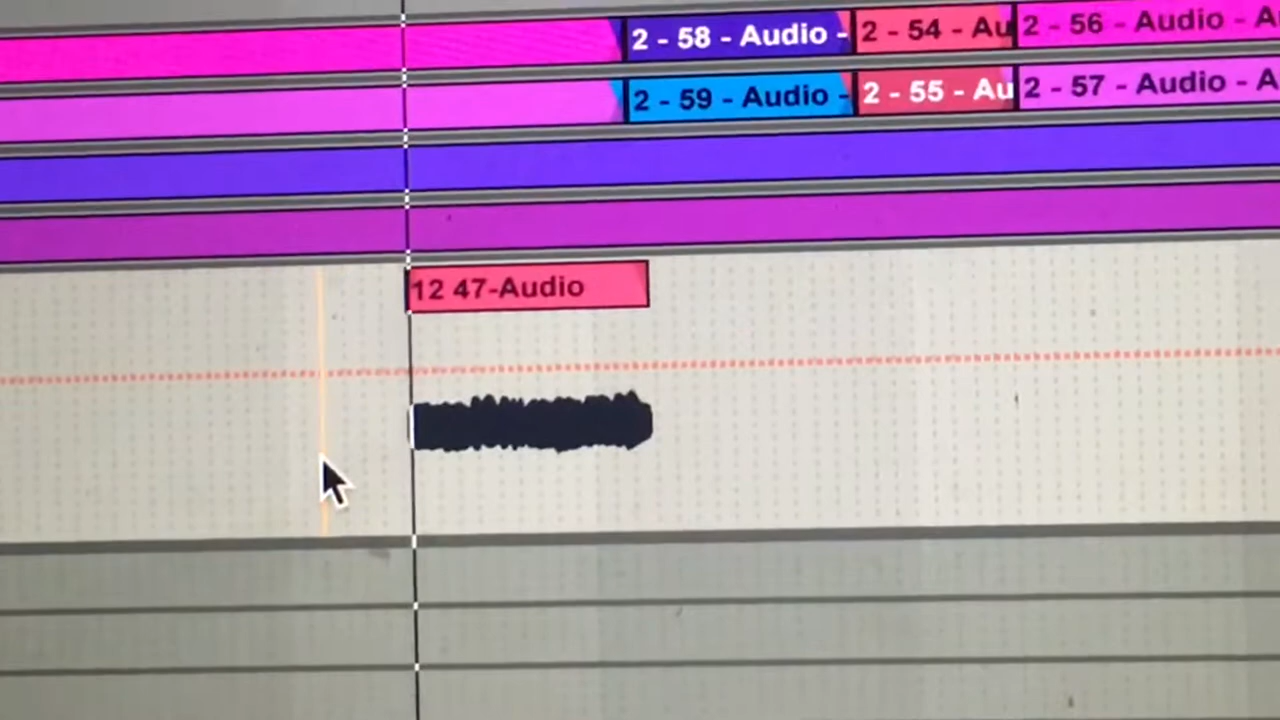 2 - 58 - Audio -
2 - 54 - Au
2 - 56 - Audio - A
2 - 59 - Audio -
2 - 55 - Au
2 - 57 - Audio - A
12 47-Audio